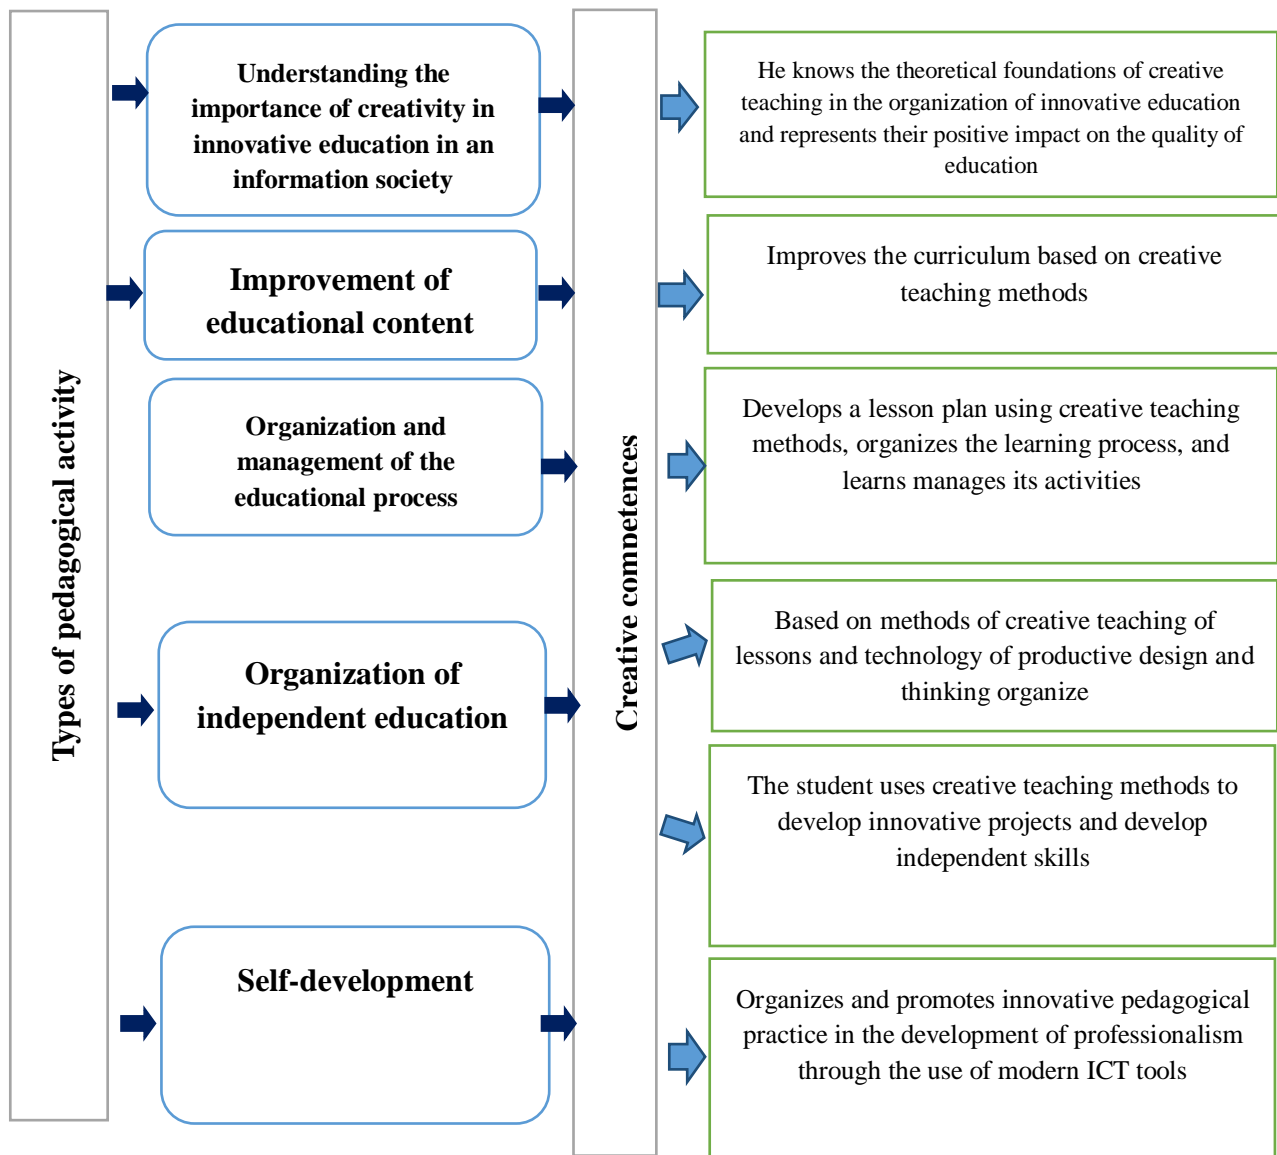 Types of pedagogical activity
Understanding the
importance of creativity in
innovative education in an
information society
Improvement of
educational content
Organization and
management of the
educational process
Organization of
independent education
Self-development
Creative competences
He knows the theoretical foundations of creative
teaching in the organization of innovative education
and represents their positive impact on the quality of
education
Improves the curriculum based on creative
teaching methods
Develops a lesson plan using creative teaching
methods, organizes the learning process, and
learns manages its activities
Based on methods of creative teaching of
lessons and technology of productive design and
thinking organize
The student uses creative teaching methods to
develop innovative projects and develop
independent skills
Organizes and promotes innovative pedagogical
practice in the development of professionalism
through the use of modern ICT tools